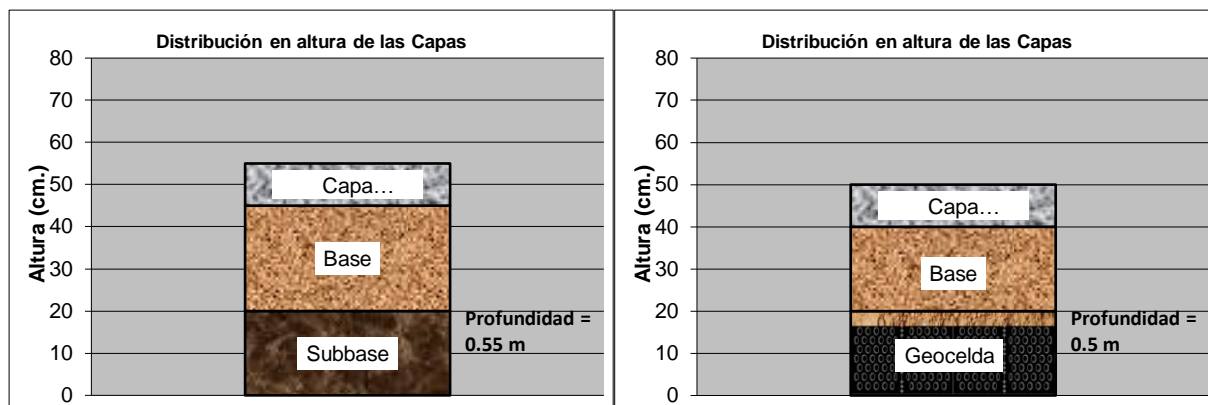 Distribución en altura de las Capas
Altura (cm.)
80
70
60
50
40
30
20
10
0
Capa…
Base
Subbase
Profundidad =
0.55 m
Distribución en altura de las Capas
Altura (cm.)
80
70
60
50
40
30
20
10
0
Capa…
Base
Geocelda
Profundidad =
0.5 m